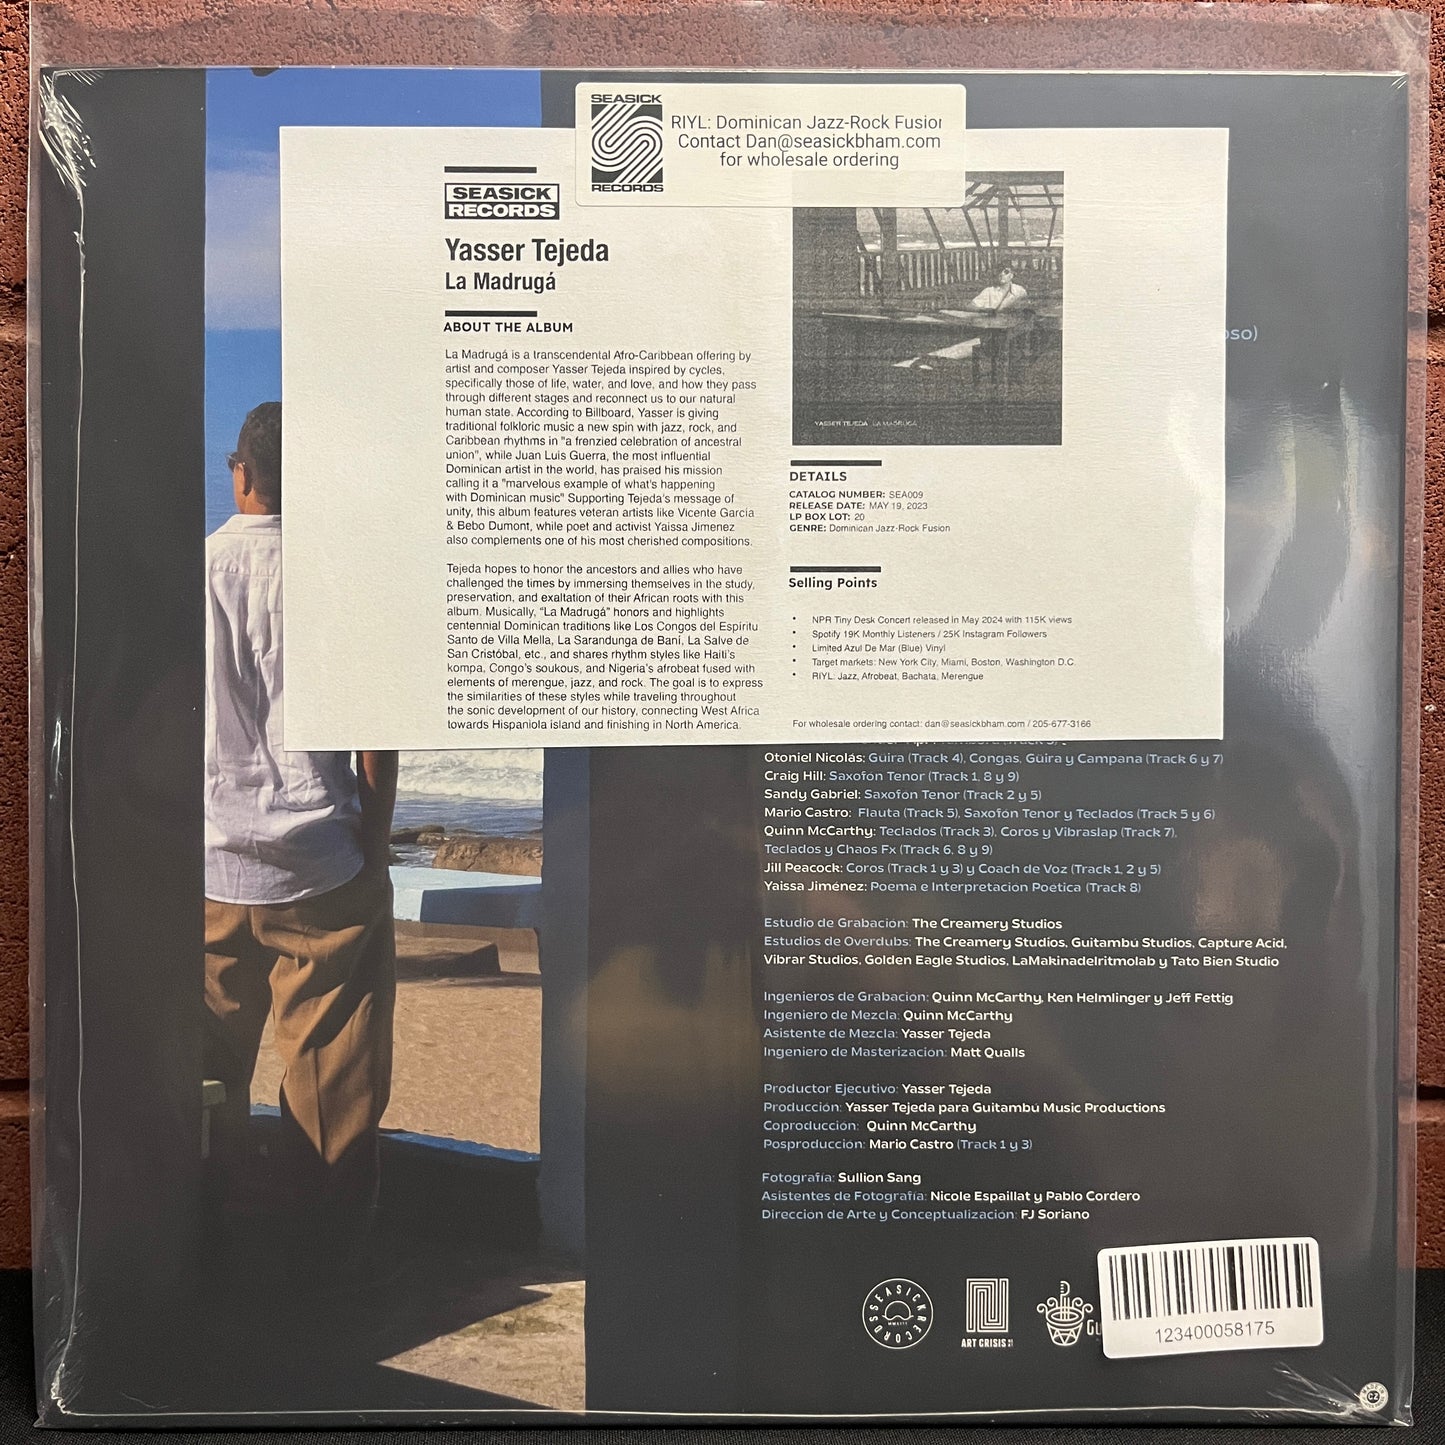 SEASICK
RECORDS
RIYL: Dominican Jazz-Rock Fusion
Contact Dan@seasickbham.com
for wholesale ordering
SEASICK
RECORDS
Yasser Tejeda
La Madrugá
ABOUT THE ALBUM
La Madrugá is a transcendental Afro-Caribbean offering by
artist and composer Yasser Tejeda inspired by cycles,
specifically those of life, water, and love, and how they pass
through different stages and reconnect us to our natural
human state. According to Billboard, Yasser is giving
traditional folkloric music a new spin with jazz, rock, and
Caribbean rhythms in "a frenzied celebration of ancestral
union", while Juan Luis Guerra, the most influential
Dominican artist in the world, has praised his mission
calling it a "marvelous example of what's happening
with Dominican music" Supporting Tejeda's message of
unity, this album features veteran artists like Vicente García
& Bebo Dumont, while poet and activist Yaissa Jimenez
also complements one of his most cherished compositions.
Tejeda hopes to honor the ancestors and allies who have
challenged the times by immersing themselves in the study,
preservation, and exaltation of their African roots with this
album. Musically, "La Madrugá" honors and highlights
centennial Dominican traditions like Los Congos del Espíritu
Santo de Villa Mella, La Sarandunga de Baní, La Salve de
San Cristóbal, etc., and shares rhythm styles like Haiti's
kompa, Congo's soukous, and Nigeria's afrobeat fused with
elements of merengue, jazz, and rock. The goal is to express
the similarities of these styles while traveling throughout
the sonic development of our history, connecting West Africa
towards Hispaniola island and finishing in North America.
YASSER TEJEDA LA MADRUGÁ
DETAILS
CATALOG NUMBER: SEA009
RELEASE DATE: MAY 19, 2023
LP BOX LOT: 20
GENRE: Dominican Jazz-Rock Fusion
Selling Points
• NPR Tiny Desk Concert released in May 2024 with 115K views
• Spotify 19K Monthly Listeners / 25K Instagram Followers
• Limited Azul De Mar (Blue) Vinyl
• Target markets: New York City, Miami, Boston, Washington D.C.
• RIYL: Jazz, Afrobeat, Bachata, Merengue
For wholesale ordering contact: dan@seasickbham.com / 205-677-3166
oso)
Otoniel Nicolás: Güira (Track 4), Congas, Güira y Campana (Track 6 y 7)
Craig Hill: Saxofón Tenor (Track 1, 8 y 9)
Sandy Gabriel: Saxofón Tenor (Track 2 y 5)
Mario Castro: Flauta (Track 5), Saxofón Tenor y Teclados (Track 5 y 6)
Quinn McCarthy: Teclados (Track 3), Coros y Vibraslap (Track 7),
Teclados y Chaos Fx (Track 6, 8 y 9)
Jill Peacock: Coros (Track 1 y 3) y Coach de Voz (Track 1, 2 y 5)
Yaissa Jiménez: Poema e Interpretación Poética (Track 8)
Estudio de Grabación: The Creamery Studios
Estudios de Overdubs: The Creamery Studios, Guitambú Studios, Capture Acid,
Vibrar Studios, Golden Eagle Studios, LaMakinadelritmolab y Tato Bien Studio
Ingenieros de Grabación: Quinn McCarthy, Ken Helmlinger y Jeff Fettig
Ingeniero de Mezcla: Quinn McCarthy
Asistente de Mezcla: Yasser Tejeda
Ingeniero de Masterización: Matt Qualls
Productor Ejecutivo: Yasser Tejeda
Producción: Yasser Tejeda para Guitambú Music Productions
Coproducción: Quinn McCarthy
Posproducción: Mario Castro (Track 1 y 3)
Fotografía: Sullion Sang
Asistentes de Fotografía: Nicole Espaillat y Pablo Cordero
Direccion de Arte y Conceptualización: FJ Soriano
SEASICK RECORDS
ART CRISIS
GU
123400058175
CZ